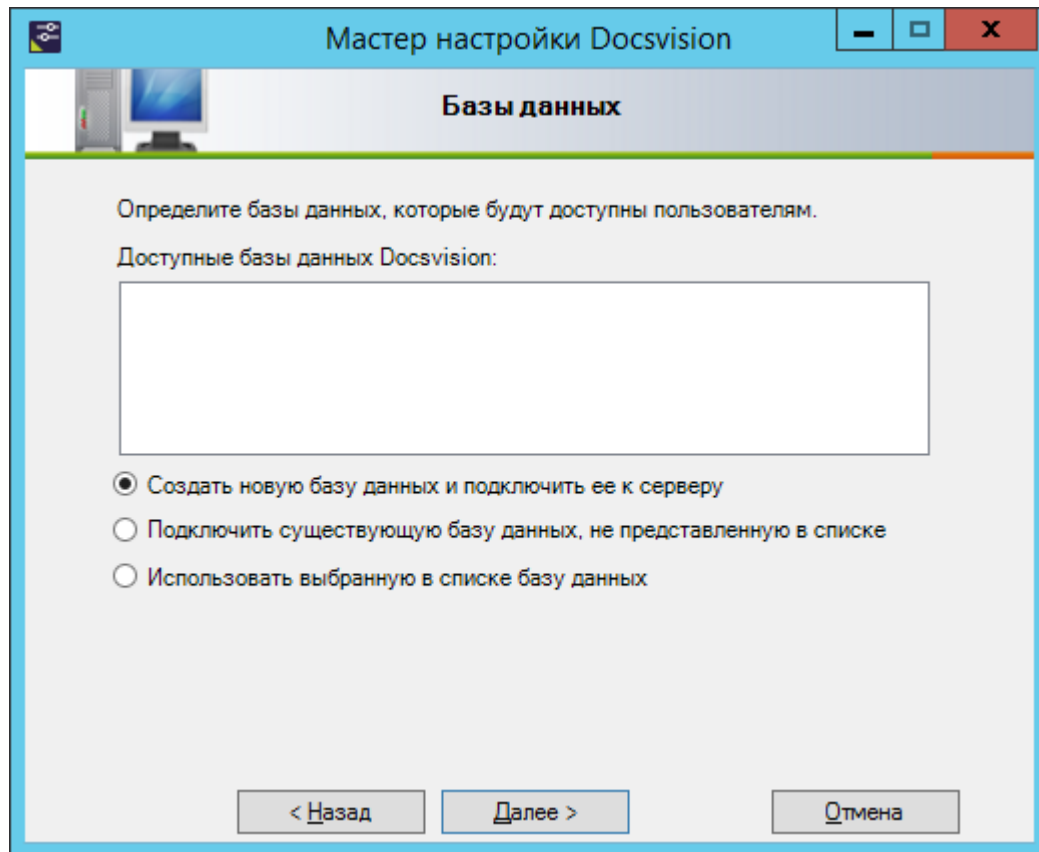 Мастер настройки Docsvision
Базы данных
Определите базы данных, которые будут доступны пользователям.
Доступные базы данных Docsvision:
Создать новую базу данных и подключить ее к серверу
Подключить существующую базу данных, не представленную в списке
Использовать выбранную в списке базу данных
< Назад
Далее >
Отмена